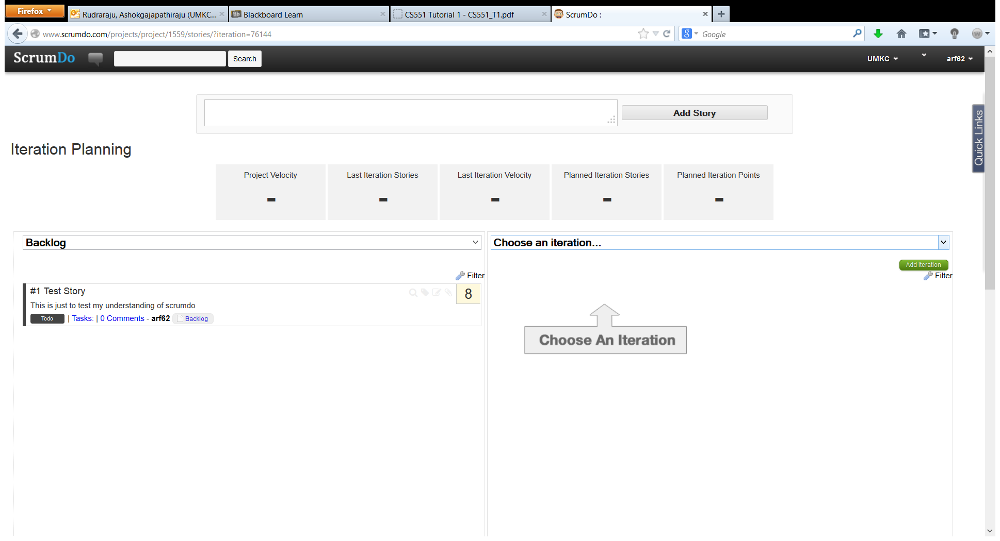 Firefox
Rudraraju, Ashokgajapathiraju (UMKC...
Blackboard Learn
CS551 Tutorial 1 - CS551_T1.pdf
ScrumDo :
www.scrumdo.com/projects/project/1559/stories/?iteration=76144
Google
ScrumDo
Search
UMKC
arf62
Add Story
Quick Links
Iteration Planning
Project Velocity
Last Iteration Stories
Last Iteration Velocity
Planned Iteration Stories
Planned Iteration Points
-
-
-
-
-
Backlog
Choose an iteration...
Add Iteration
Filter
Filter
#1 Test Story
8
This is just to test my understanding of scrumdo
Todo | Tasks: | 0 Comments - arf62 Backlog
Choose An Iteration